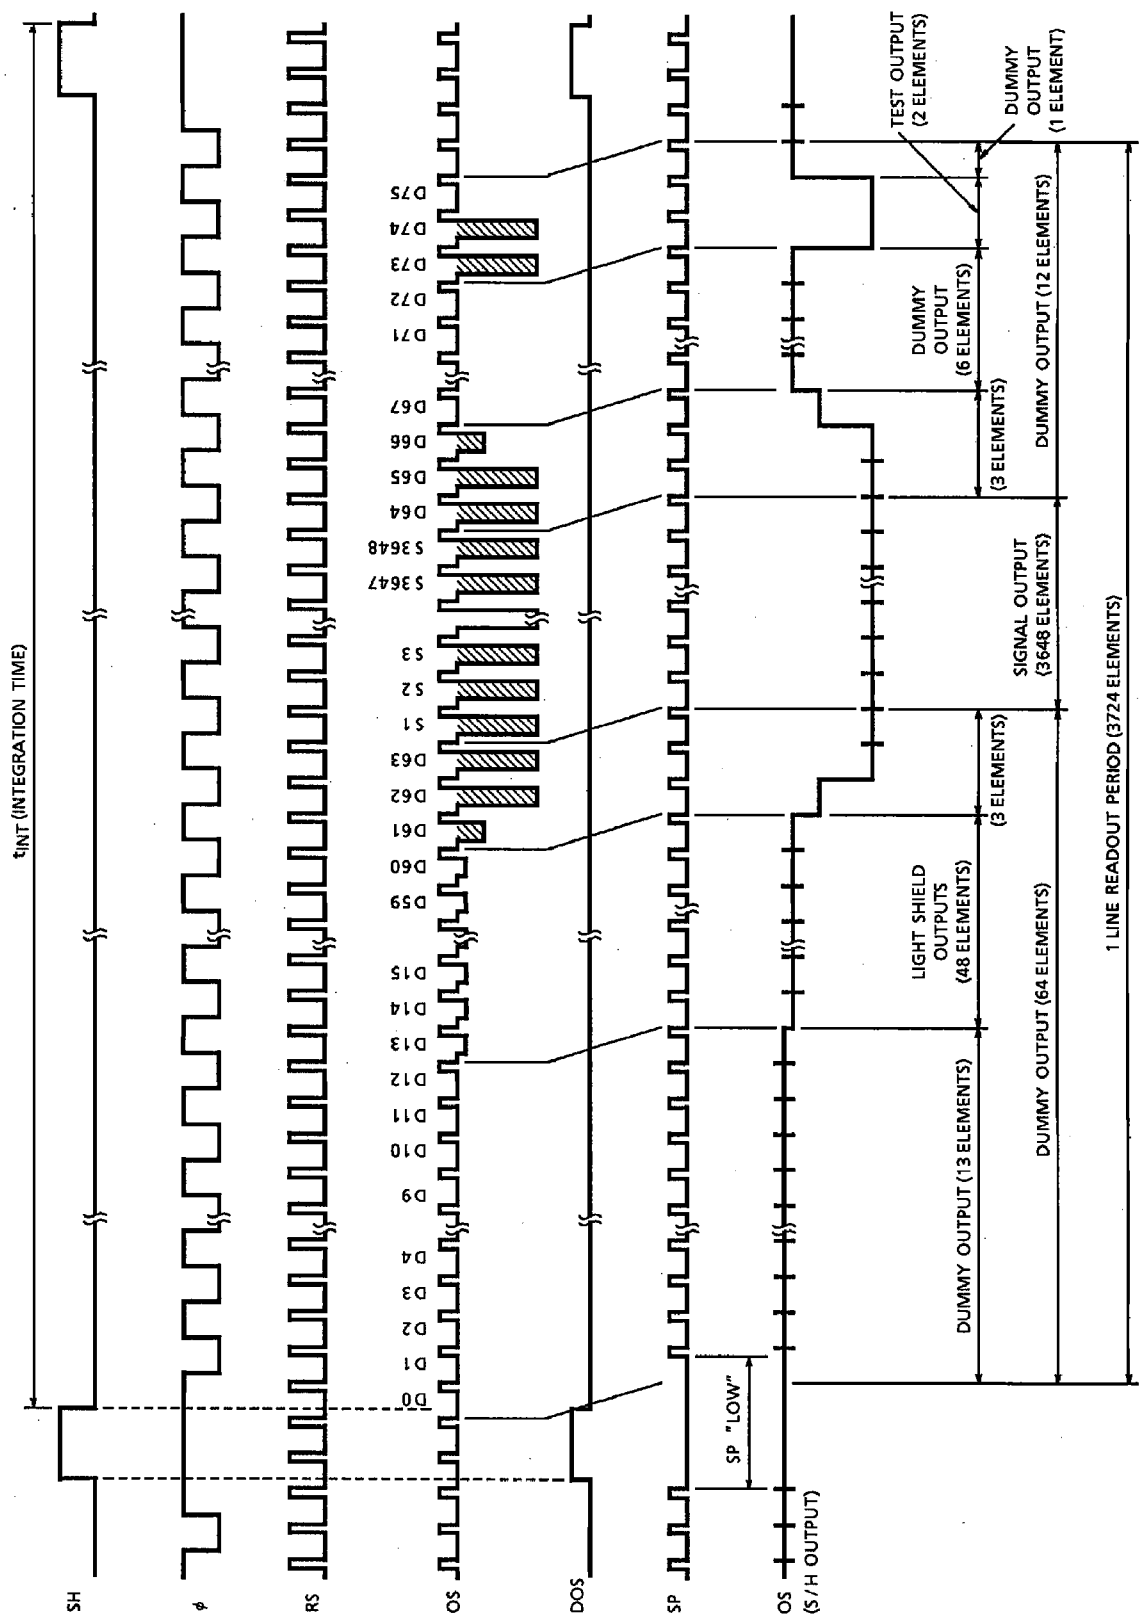 tINT (INTEGRATION TIME)
SH
φ
RS
OS
D0
D1
D2
D3
D4
D9
D10
D11
D12
D13
D14
D15
D59
D60
D61
D62
D63
S1
S2
S3
S3647
S3648
D64
D65
D66
D67
D71
D72
D73
D74
D75
DOS
SP
SP "LOW"
OS
(S/H OUTPUT)
DUMMY OUTPUT (13 ELEMENTS)
LIGHT SHIELD
OUTPUTS
(48 ELEMENTS)
(3 ELEMENTS)
(3 ELEMENTS)
DUMMY
OUTPUT
(6 ELEMENTS)
TEST OUTPUT
(2 ELEMENTS)
DUMMY
OUTPUT
(1 ELEMENT)
DUMMY OUTPUT (64 ELEMENTS)
SIGNAL OUTPUT
(3648 ELEMENTS)
DUMMY OUTPUT (12 ELEMENTS)
1 LINE READOUT PERIOD (3724 ELEMENTS)